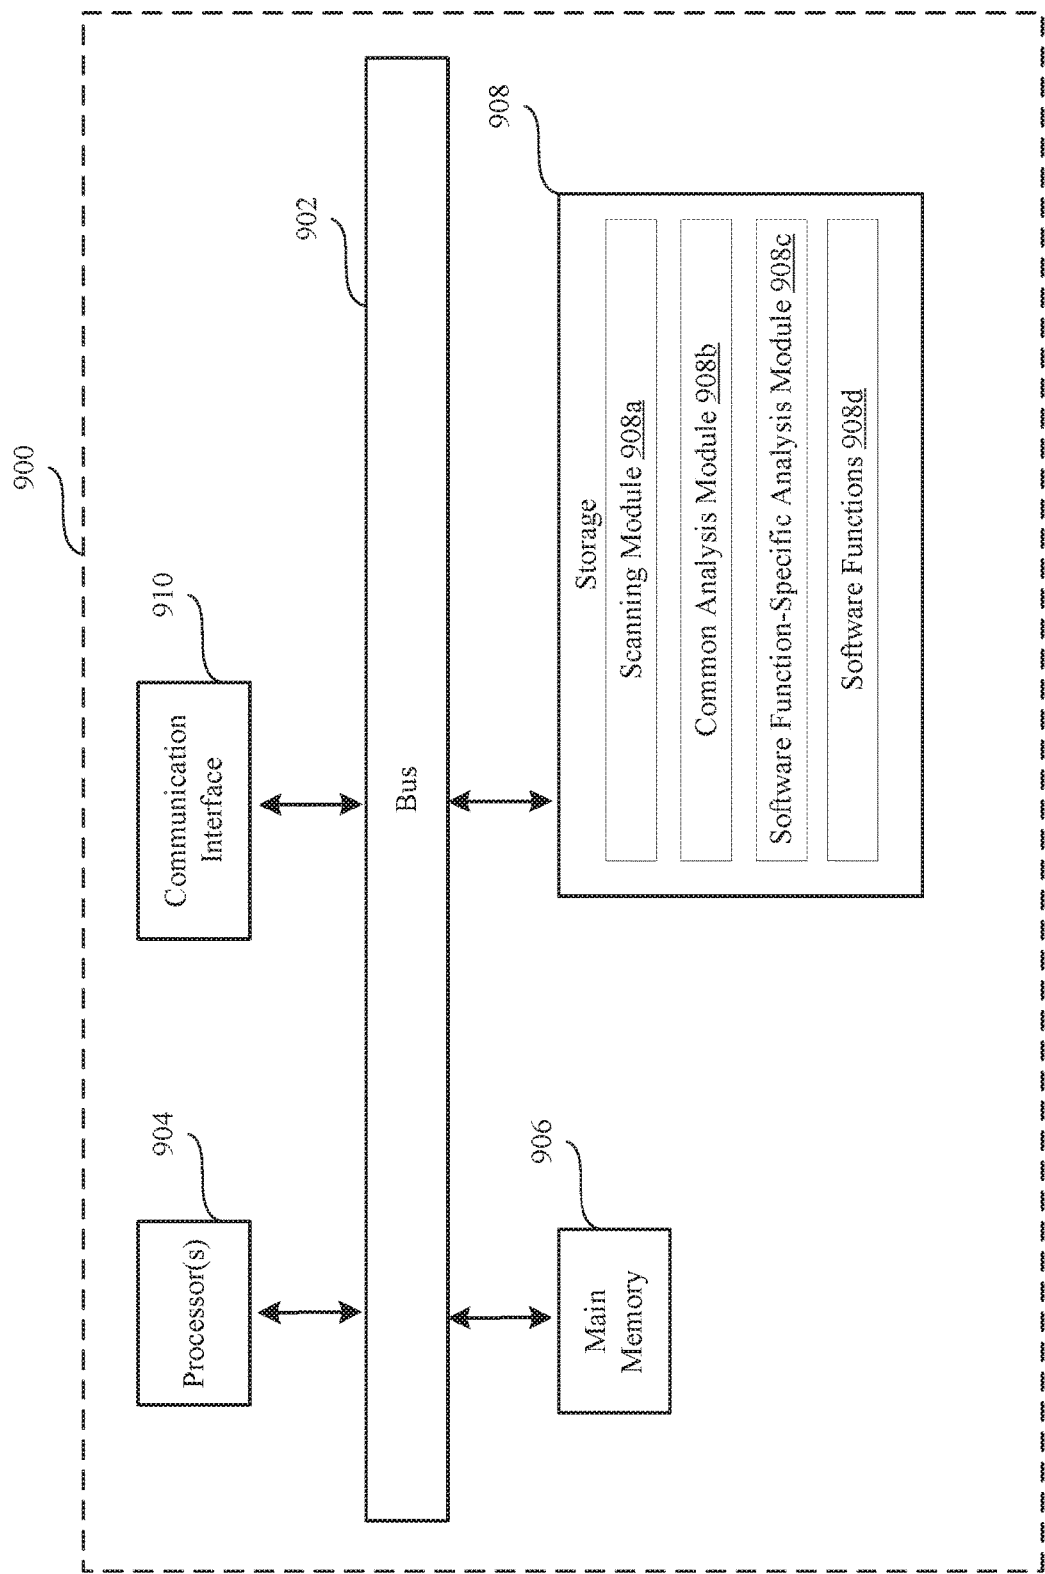 900
Processor(s)
904
Communication
Interface
910
Bus
902
Main
Memory
906
908
Storage
Scanning Module 908a
Common Analysis Module 908b
Software Function-Specific Analysis Module 908c
Software Functions 908d